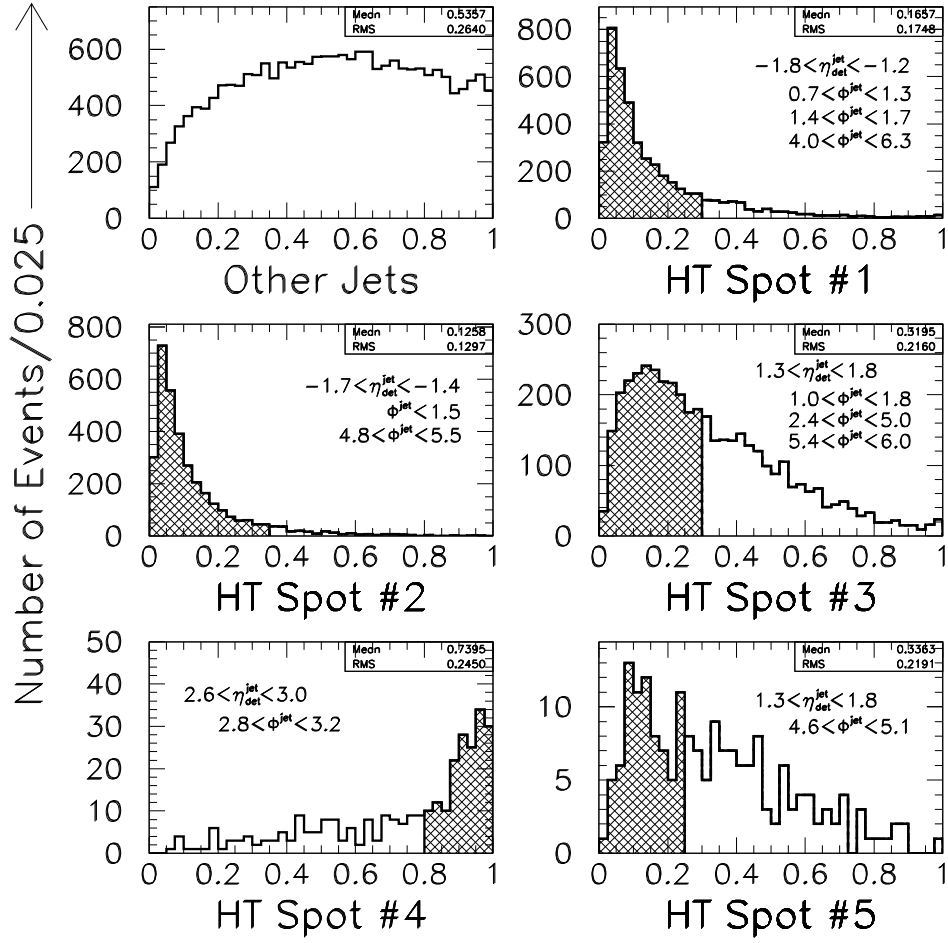 Number of Events/0.025
Medn 0.5357
RMS 0.2640
600
400
200
0
0 0.2 0.4 0.6 0.8 1
Other Jets
Medn 0.1657
RMS 0.1748
−1.8<η^jet_det<−1.2
0.7<ϕ^jet<1.3
1.4<ϕ^jet<1.7
4.0<ϕ^jet<6.3
800
600
400
200
0
0 0.2 0.4 0.6 0.8 1
HT Spot #1
Medn 0.1258
RMS 0.1297
−1.7<η^jet_det<−1.4
ϕ^jet<1.5
4.8<ϕ^jet<5.5
800
600
400
200
0
0 0.2 0.4 0.6 0.8 1
HT Spot #2
Medn 0.3195
RMS 0.2160
1.3<η^jet_det<1.8
1.0<ϕ^jet<1.8
2.4<ϕ^jet<5.0
5.4<ϕ^jet<6.0
300
200
100
0
0 0.2 0.4 0.6 0.8 1
HT Spot #3
Medn 0.7395
RMS 0.2450
2.6<η^jet_det<3.0
2.8<ϕ^jet<3.2
50
40
30
20
10
0
0 0.2 0.4 0.6 0.8 1
HT Spot #4
Medn 0.3363
RMS 0.2191
1.3<η^jet_det<1.8
4.6<ϕ^jet<5.1
10
5
0
0 0.2 0.4 0.6 0.8 1
HT Spot #5